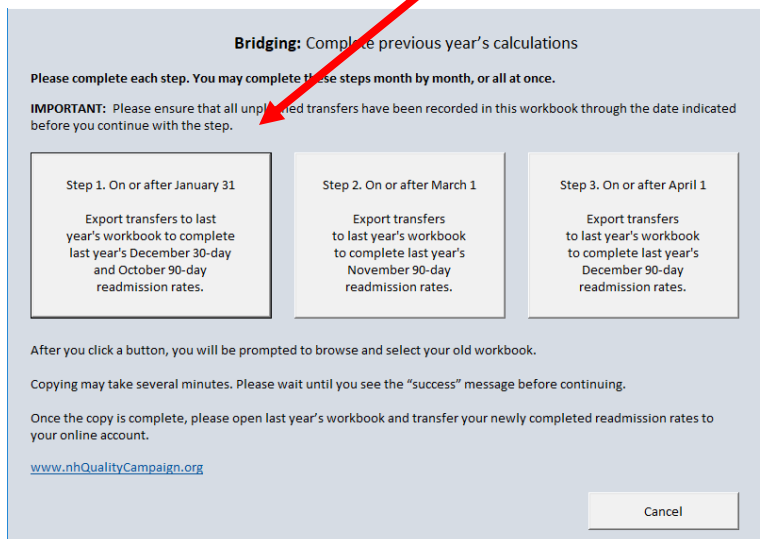 Bridging: Complete previous year's calculations
Please complete each step. You may complete these steps month by month, or all at once.
IMPORTANT: Please ensure that all unplanned transfers have been recorded in this workbook through the date indicated
before you continue with the step.
Step 1. On or after January 31
Export transfers to last
year's workbook to complete
last year's December 30-day
and October 90-day
readmission rates.
Step 2. On or after March 1
Export transfers
to last year's workbook
to complete last year's
November 90-day
readmission rates.
Step 3. On or after April 1
Export transfers
to last year's workbook
to complete last year's
December 90-day
readmission rates.
After you click a button, you will be prompted to browse and select your old workbook.
Copying may take several minutes. Please wait until you see the “success” message before continuing.
Once the copy is complete, please open last year's workbook and transfer your newly completed readmission rates to
your online account.
www.nhQualityCampaign.org
Cancel